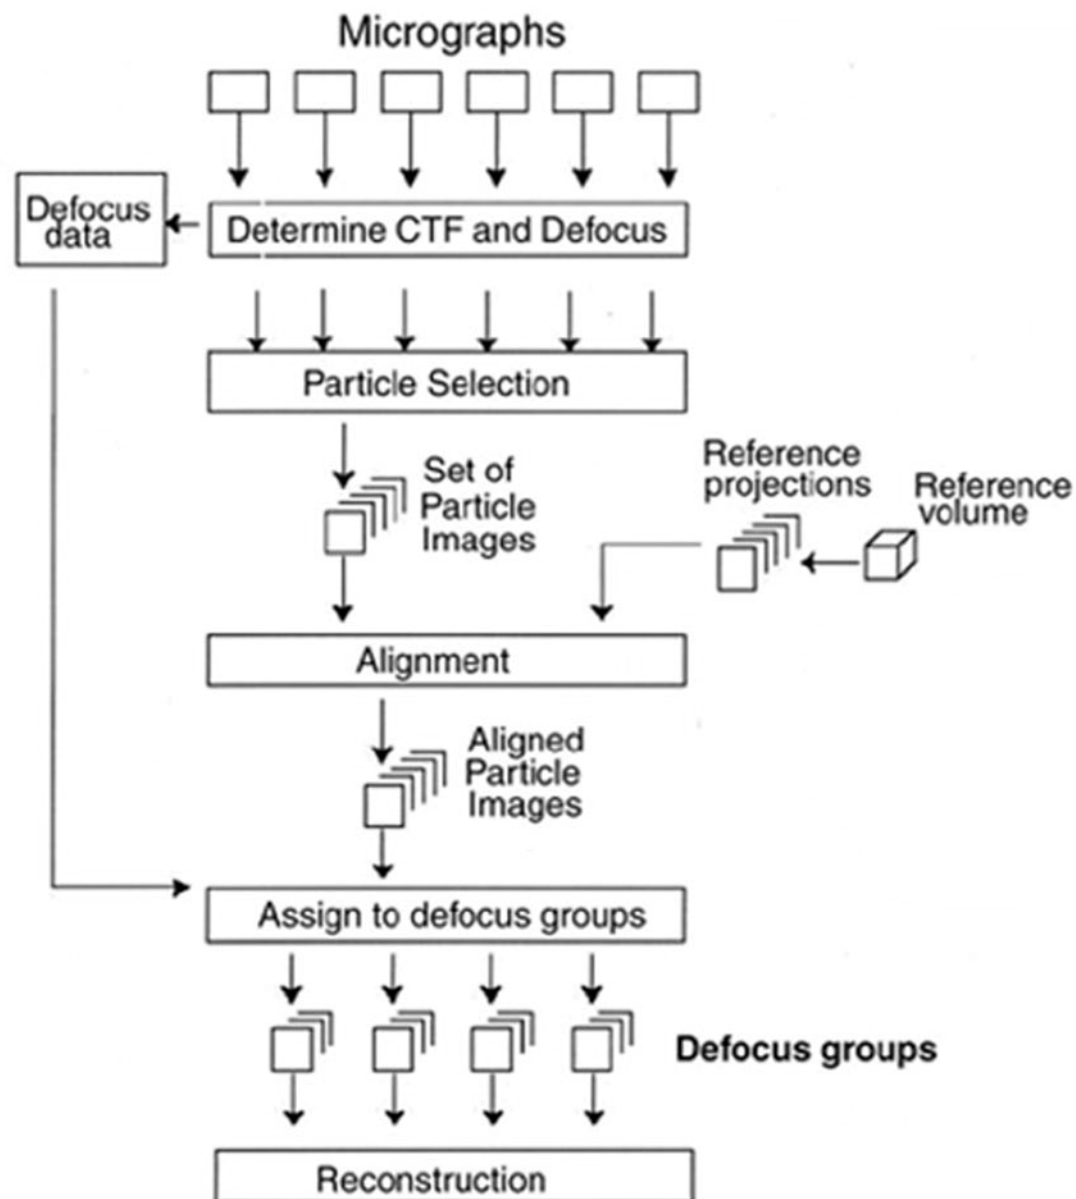 Micrographs
Defocus
data
Determine CTF and Defocus
Particle Selection
Set of
Particle
Images
Reference
projections
Reference
volume
Alignment
Aligned
Particle
Images
Assign to defocus groups
Defocus groups
Reconstruction